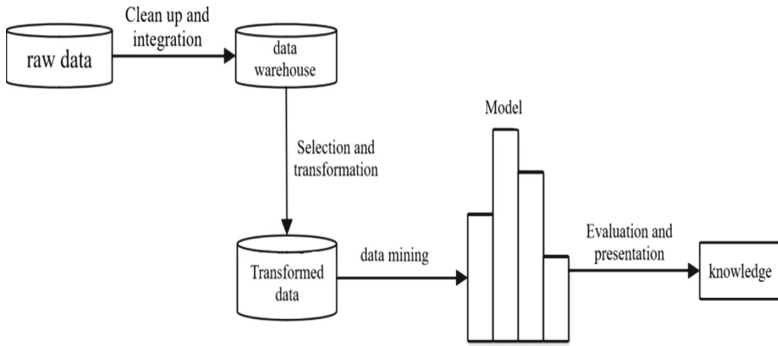 Clean up and
integration
raw data
data
warehouse
Selection and
transformation
Transformed
data
data mining
Model
Evaluation and
presentation
knowledge